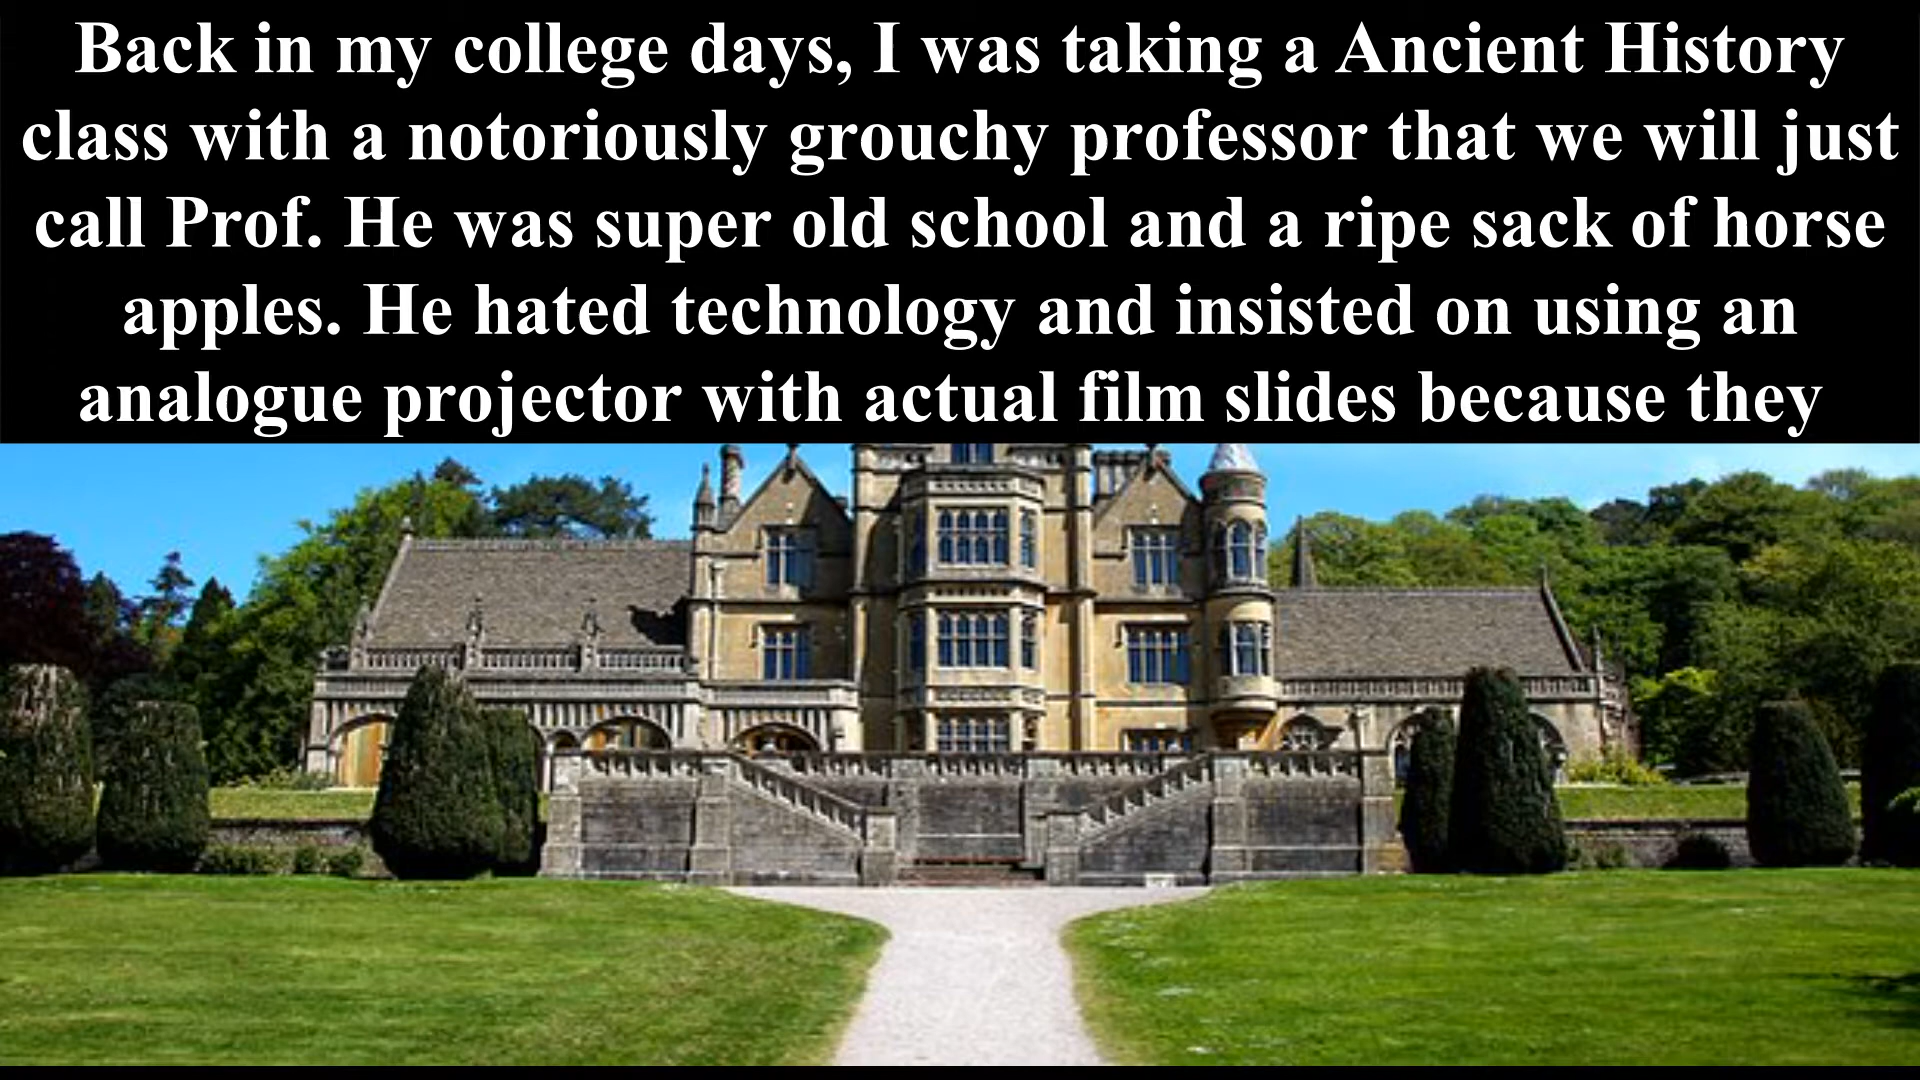 Back in my college days, I was taking a Ancient History
class with a notoriously grouchy professor that we will just
call Prof. He was super old school and a ripe sack of horse
apples. He hated technology and insisted on using an
analogue projector with actual film slides because they